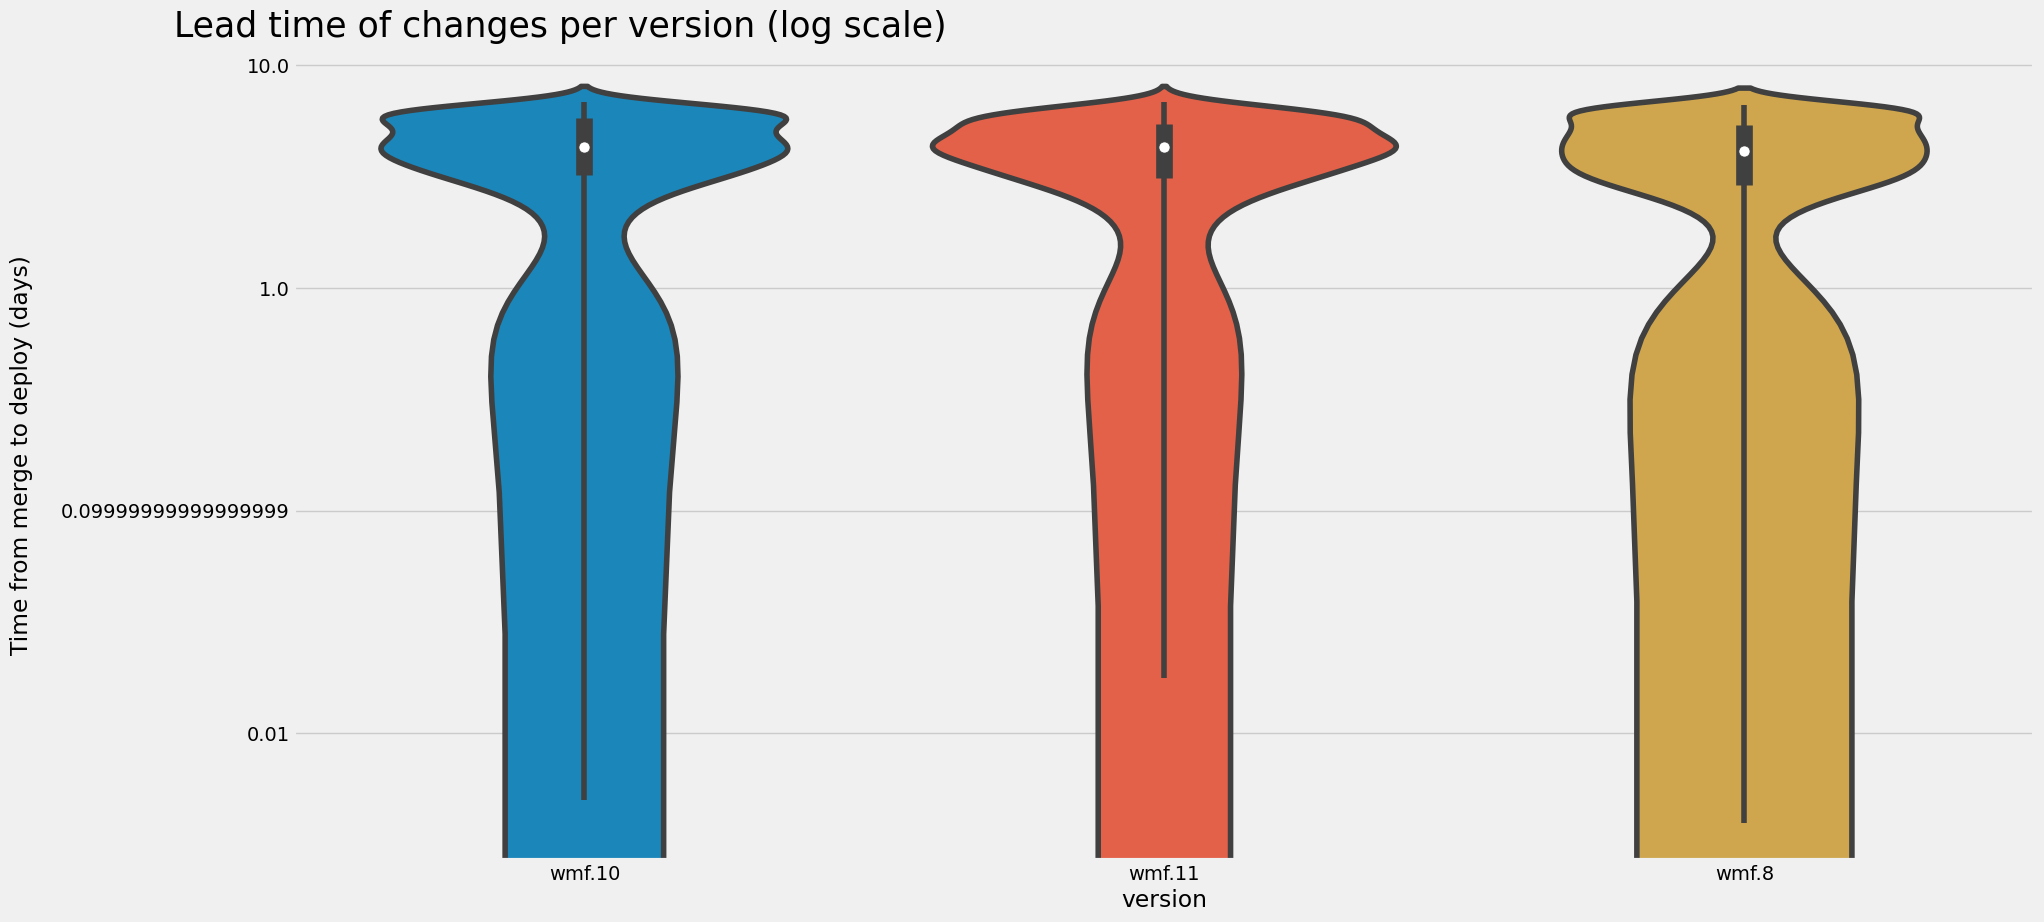 Lead time of changes per version (log scale)
10.0
1.0
0.09999999999999999
0.01
Time from merge to deploy (days)
wmf.10
wmf.11
wmf.8
version